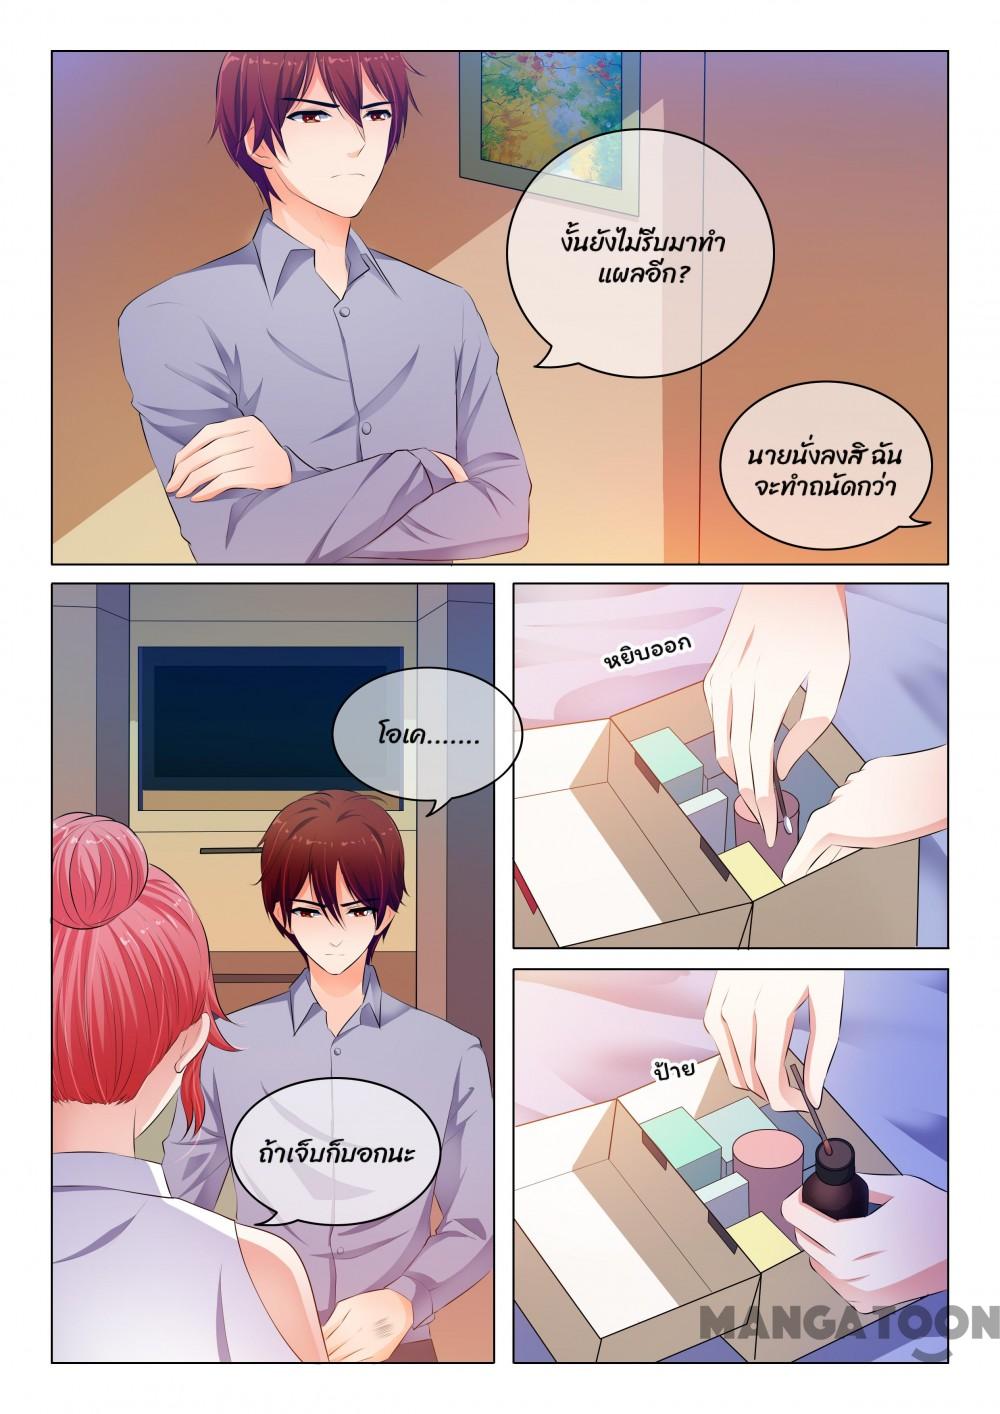 งั้นยังไม่รีบมาทำ
แผลอีก?
นายนั่งลงสิ ฉัน
จะทำถนัดกว่า
โอเค.......
ถ้าเจ็บก็บอกนะ
หยิบออก
ป้าย
MANGATOON